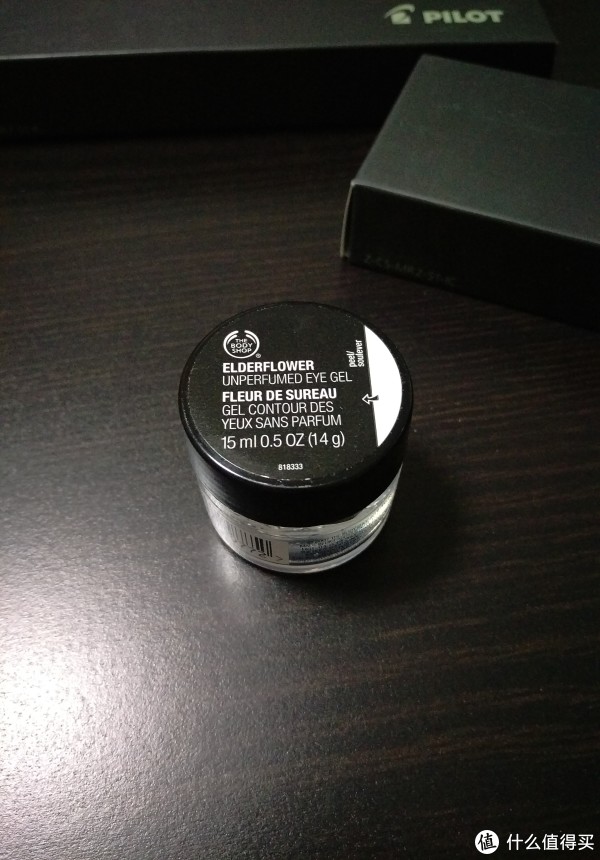 PILOT
THE
BODY
SHOP
ELDERFLOWER
UNPERFUMED EYE GEL
peel/
soulever
FLEUR DE SUREAU
GEL CONTOUR DES
YEUX SANS PARFUM
15 ml 0.5 OZ (14 g)
818333
值 什么值得买